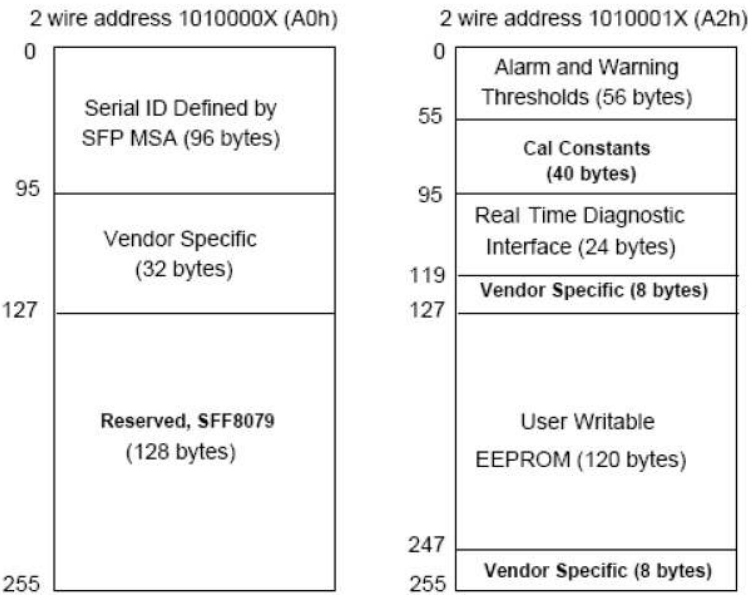 2 wire address 1010000X (A0h)
0
Serial ID Defined by
SFP MSA (96 bytes)
95
Vendor Specific
(32 bytes)
127
Reserved, SFF8079
(128 bytes)
255
2 wire address 1010001X (A2h)
0
Alarm and Warning
Thresholds (56 bytes)
55
Cal Constants
(40 bytes)
95
Real Time Diagnostic
Interface (24 bytes)
119
Vendor Specific (8 bytes)
127
User Writable
EEPROM (120 bytes)
247
Vendor Specific (8 bytes)
255